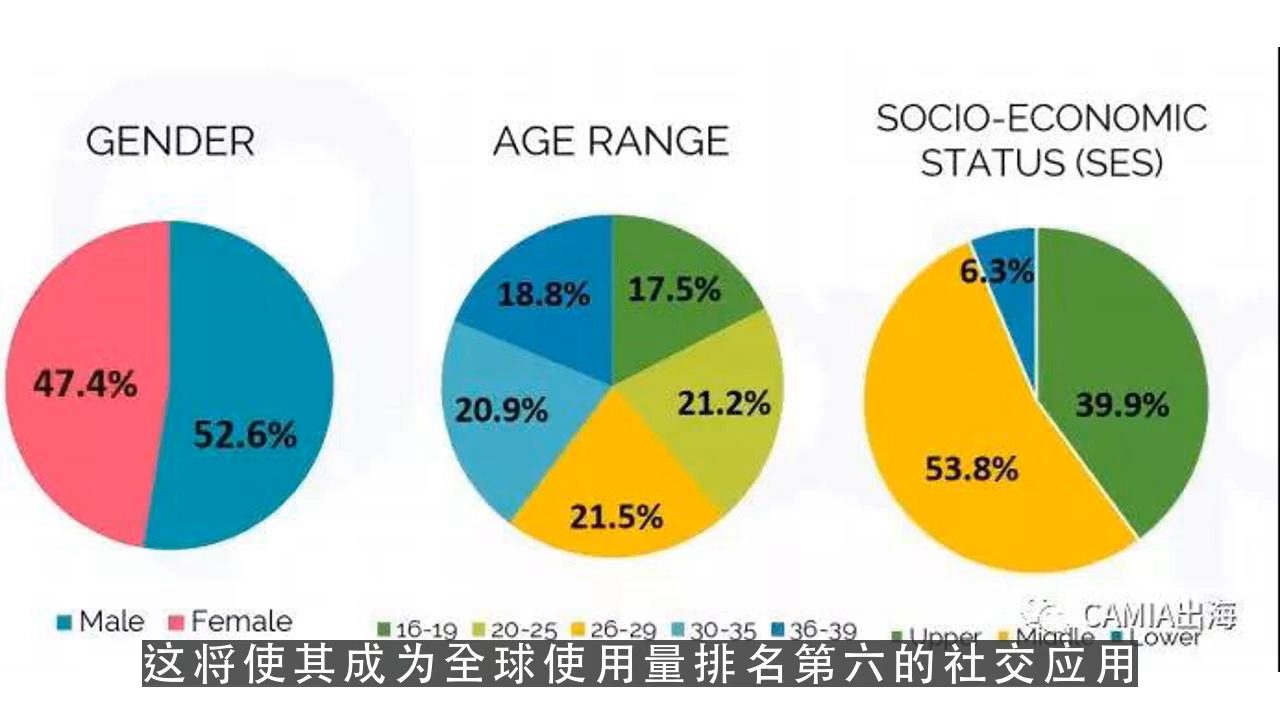 GENDER
AGE RANGE
SOCIO-ECONOMIC
STATUS (SES)
47.4%
52.6%
18.8%
17.5%
20.9%
21.2%
21.5%
6.3%
39.9%
53.8%
Male Female
16-19 20-25 26-29 30-35 36-39
Upper Middle Lower
CAMIA出海
这将使其成为全球使用量排名第六的社交应用